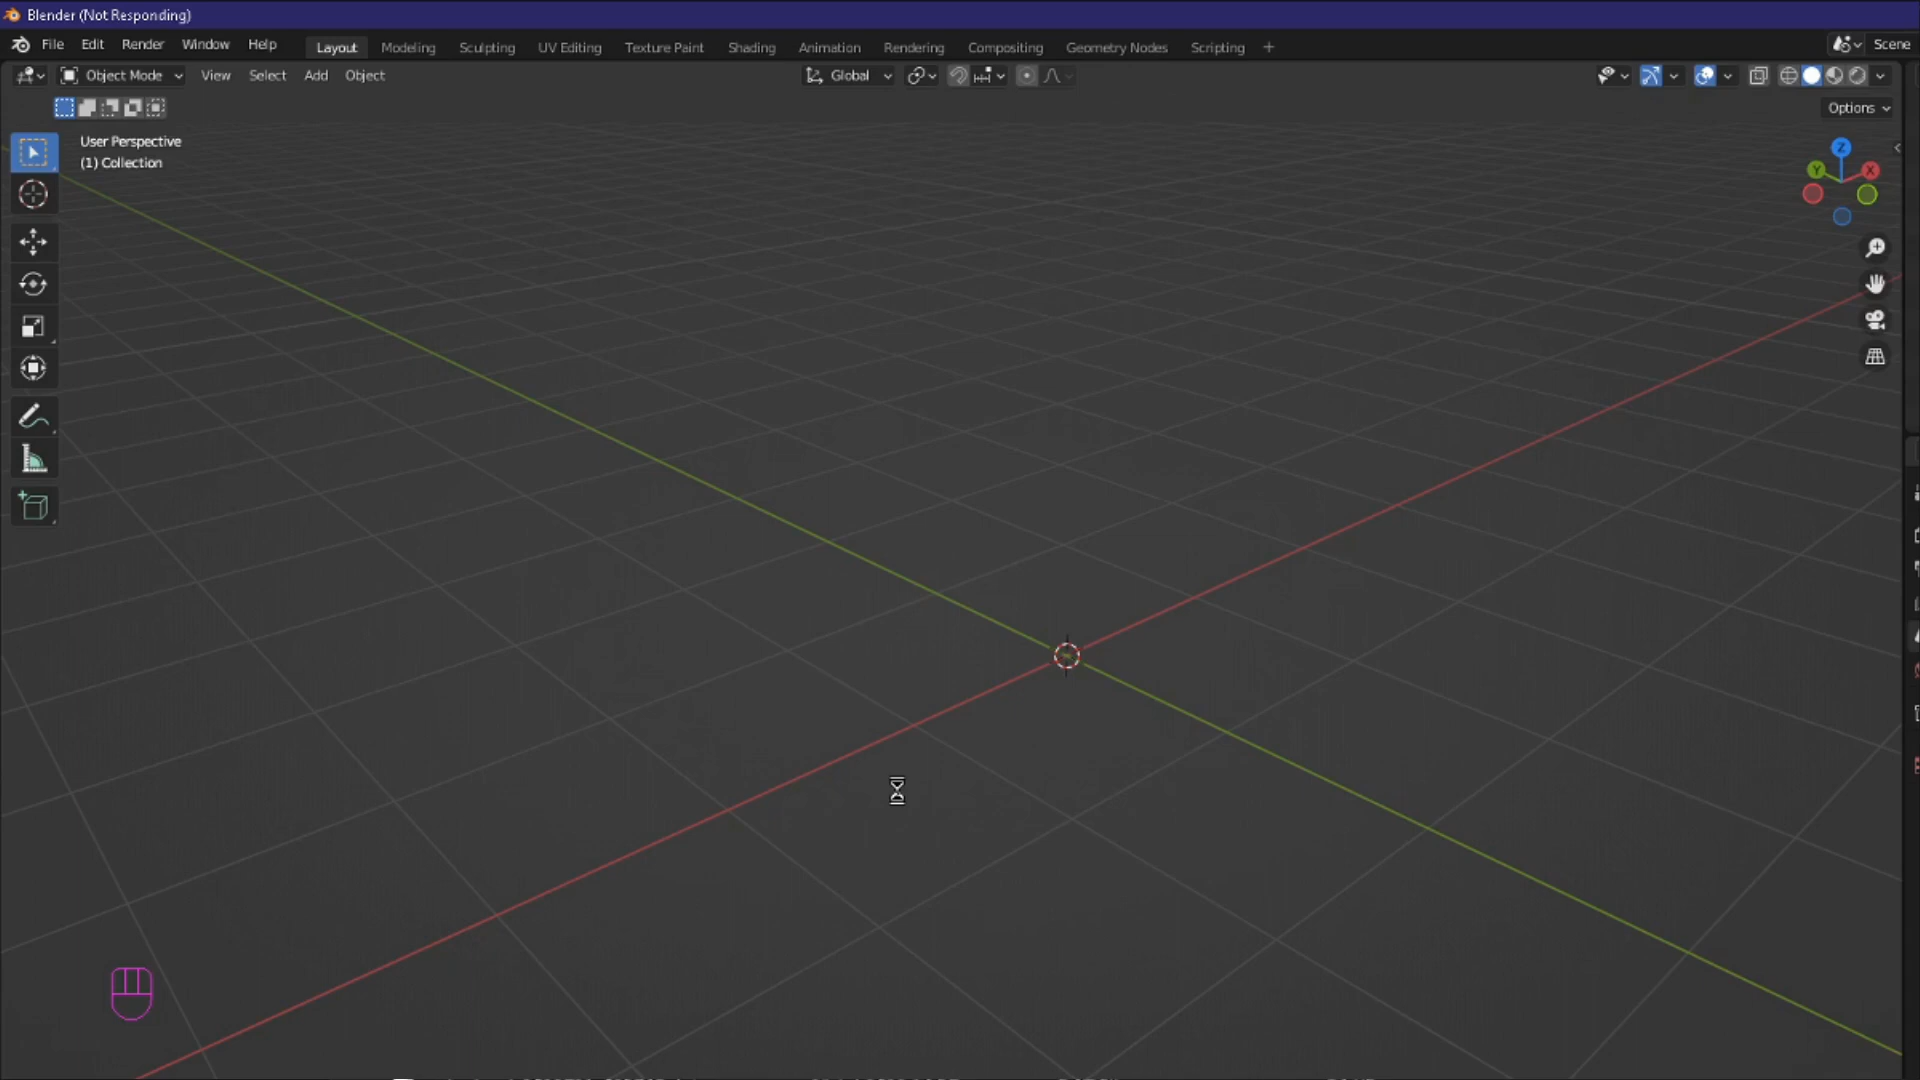 Blender (Not Responding)
File Edit Render Window Help Layout Modeling Sculpting UV Editing Texture Paint Shading Animation Rendering Compositing Geometry Nodes Scripting + Scene
Object Mode View Select Add Object Global
Options
User Perspective
(1) Collection
Z
Y X